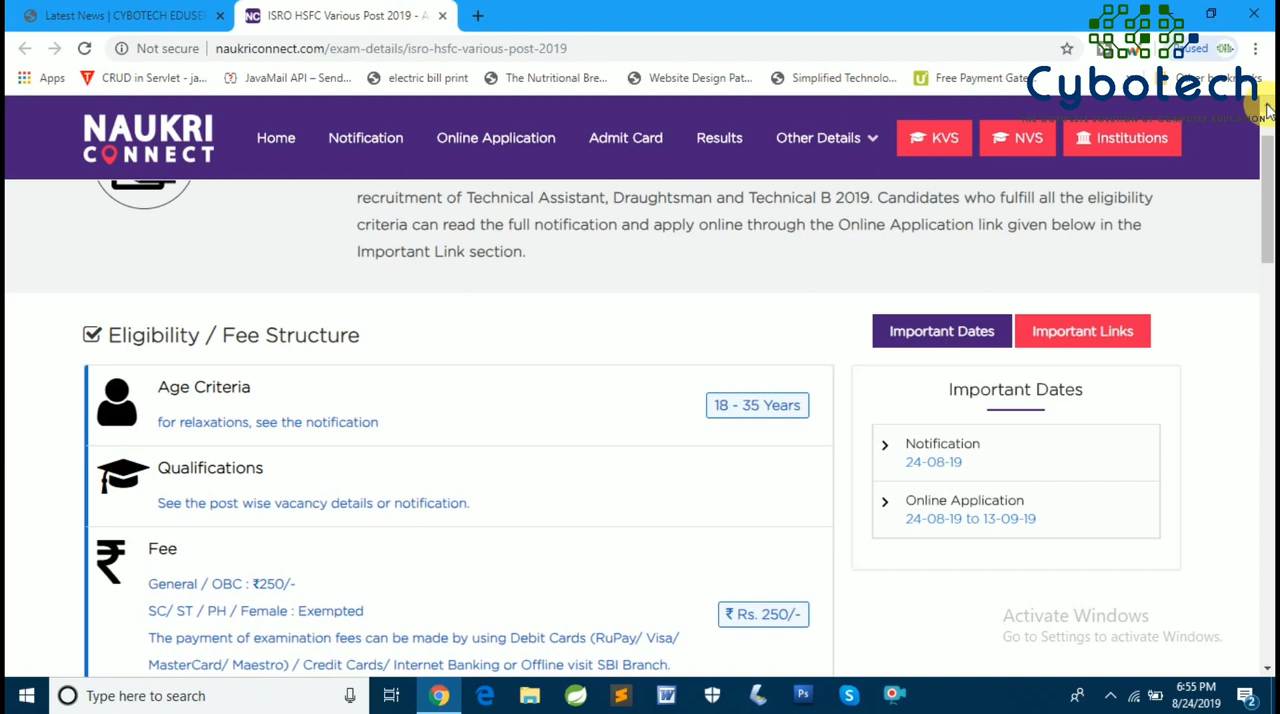 Latest News | CYBOTECH EDUSER
ISRO HSFC Various Post 2019 - A
Not secure | naukriconnect.com/exam-details/isro-hsfc-various-post-2019
Apps
CRUD in Servlet - ja...
JavaMail API – Send...
electric bill print
The Nutritional Bre...
Website Design Pat...
Simplified Technolo...
Free Payment Gate
Cybotech
NAUKRI
CONNECT
Home
Notification
Online Application
Admit Card
Results
Other Details
KVS
NVS
Institutions
recruitment of Technical Assistant, Draughtsman and Technical B 2019. Candidates who fulfill all the eligibility
criteria can read the full notification and apply online through the Online Application link given below in the
Important Link section.
Eligibility / Fee Structure
Important Dates
Important Links
Age Criteria
for relaxations, see the notification
18 - 35 Years
Qualifications
See the post wise vacancy details or notification.
Fee
General / OBC : ₹250/-
SC/ ST / PH / Female : Exempted
The payment of examination fees can be made by using Debit Cards (RuPay/ Visa/
MasterCard/ Maestro) / Credit Cards/ Internet Banking or Offline visit SBI Branch.
₹ Rs. 250/-
Important Dates
Notification
24-08-19
Online Application
24-08-19 to 13-09-19
Activate Windows
Go to Settings to activate Windows.
Type here to search
6:55 PM
8/24/2019
2